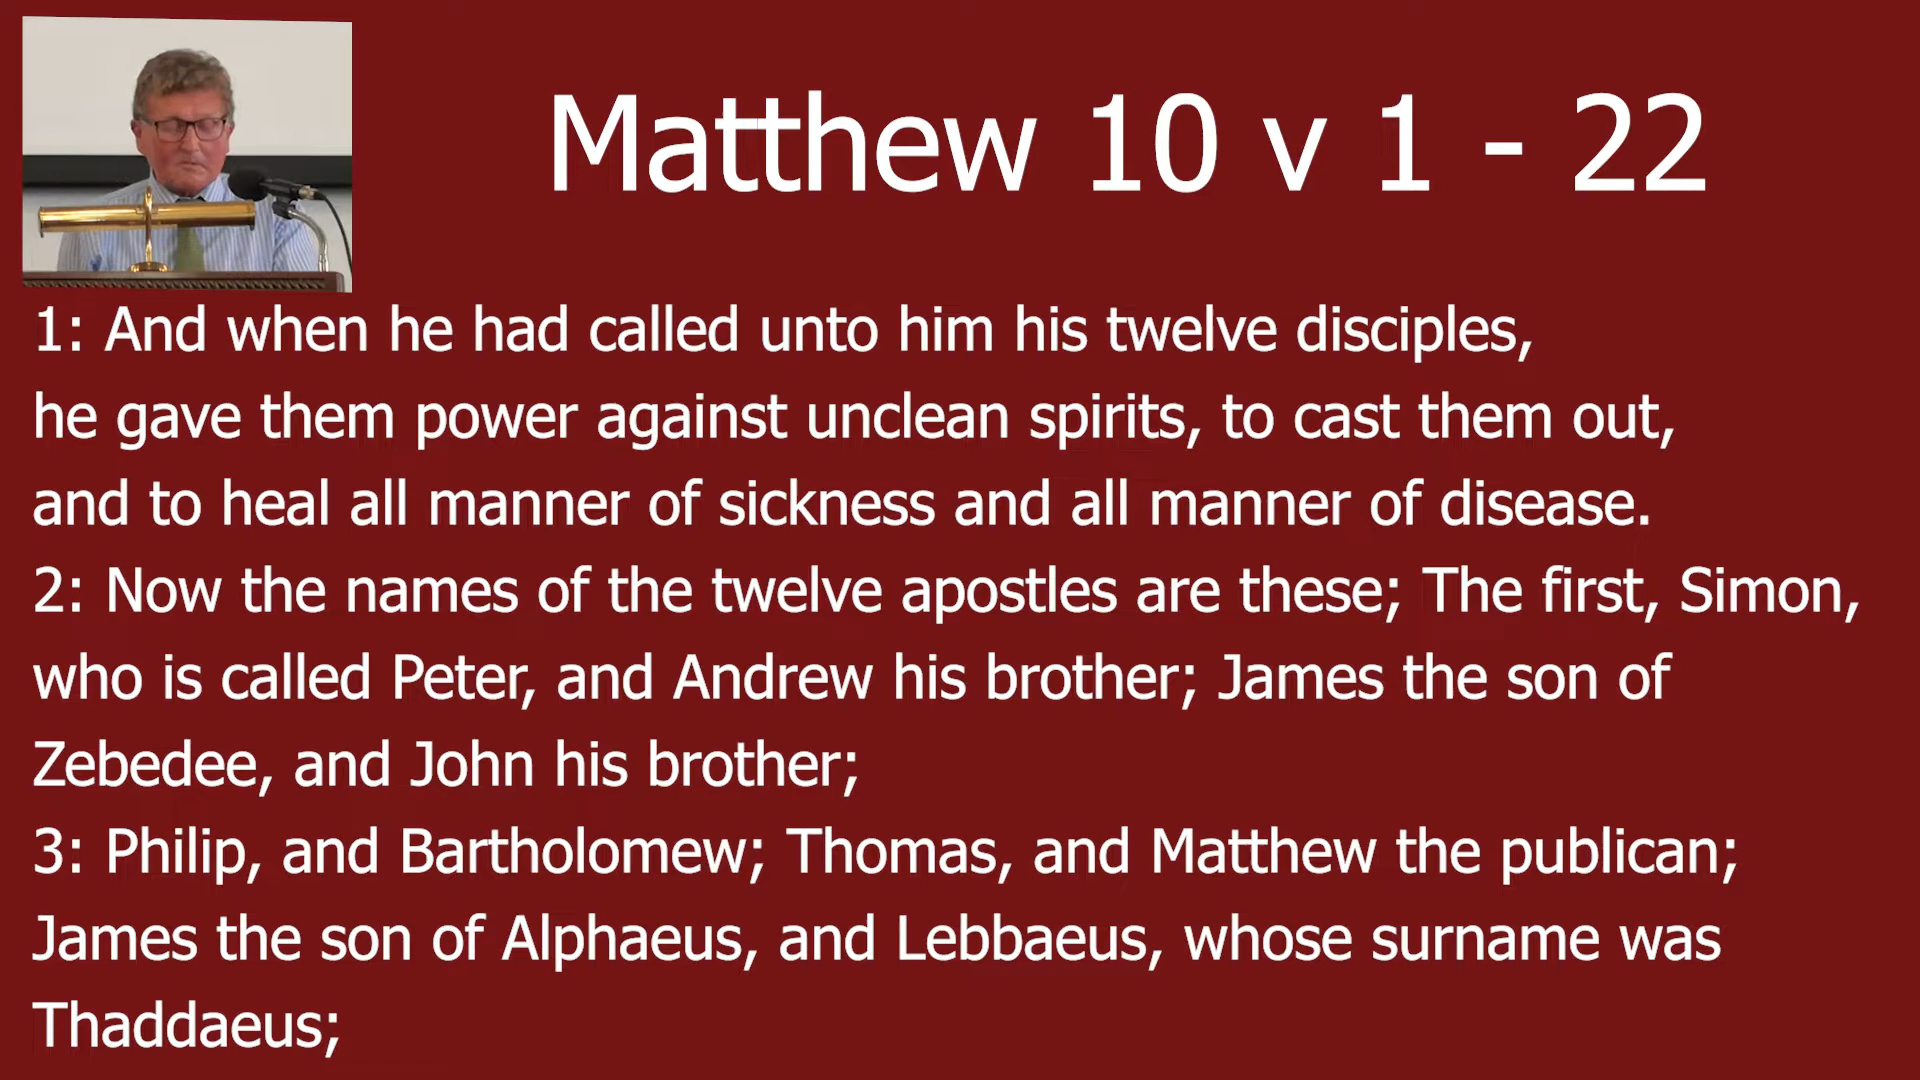 Matthew 10 v 1 - 22
1: And when he had called unto him his twelve disciples,
he gave them power against unclean spirits, to cast them out,
and to heal all manner of sickness and all manner of disease.
2: Now the names of the twelve apostles are these; The first, Simon,
who is called Peter, and Andrew his brother; James the son of
Zebedee, and John his brother;
3: Philip, and Bartholomew; Thomas, and Matthew the publican;
James the son of Alphaeus, and Lebbaeus, whose surname was
Thaddaeus;